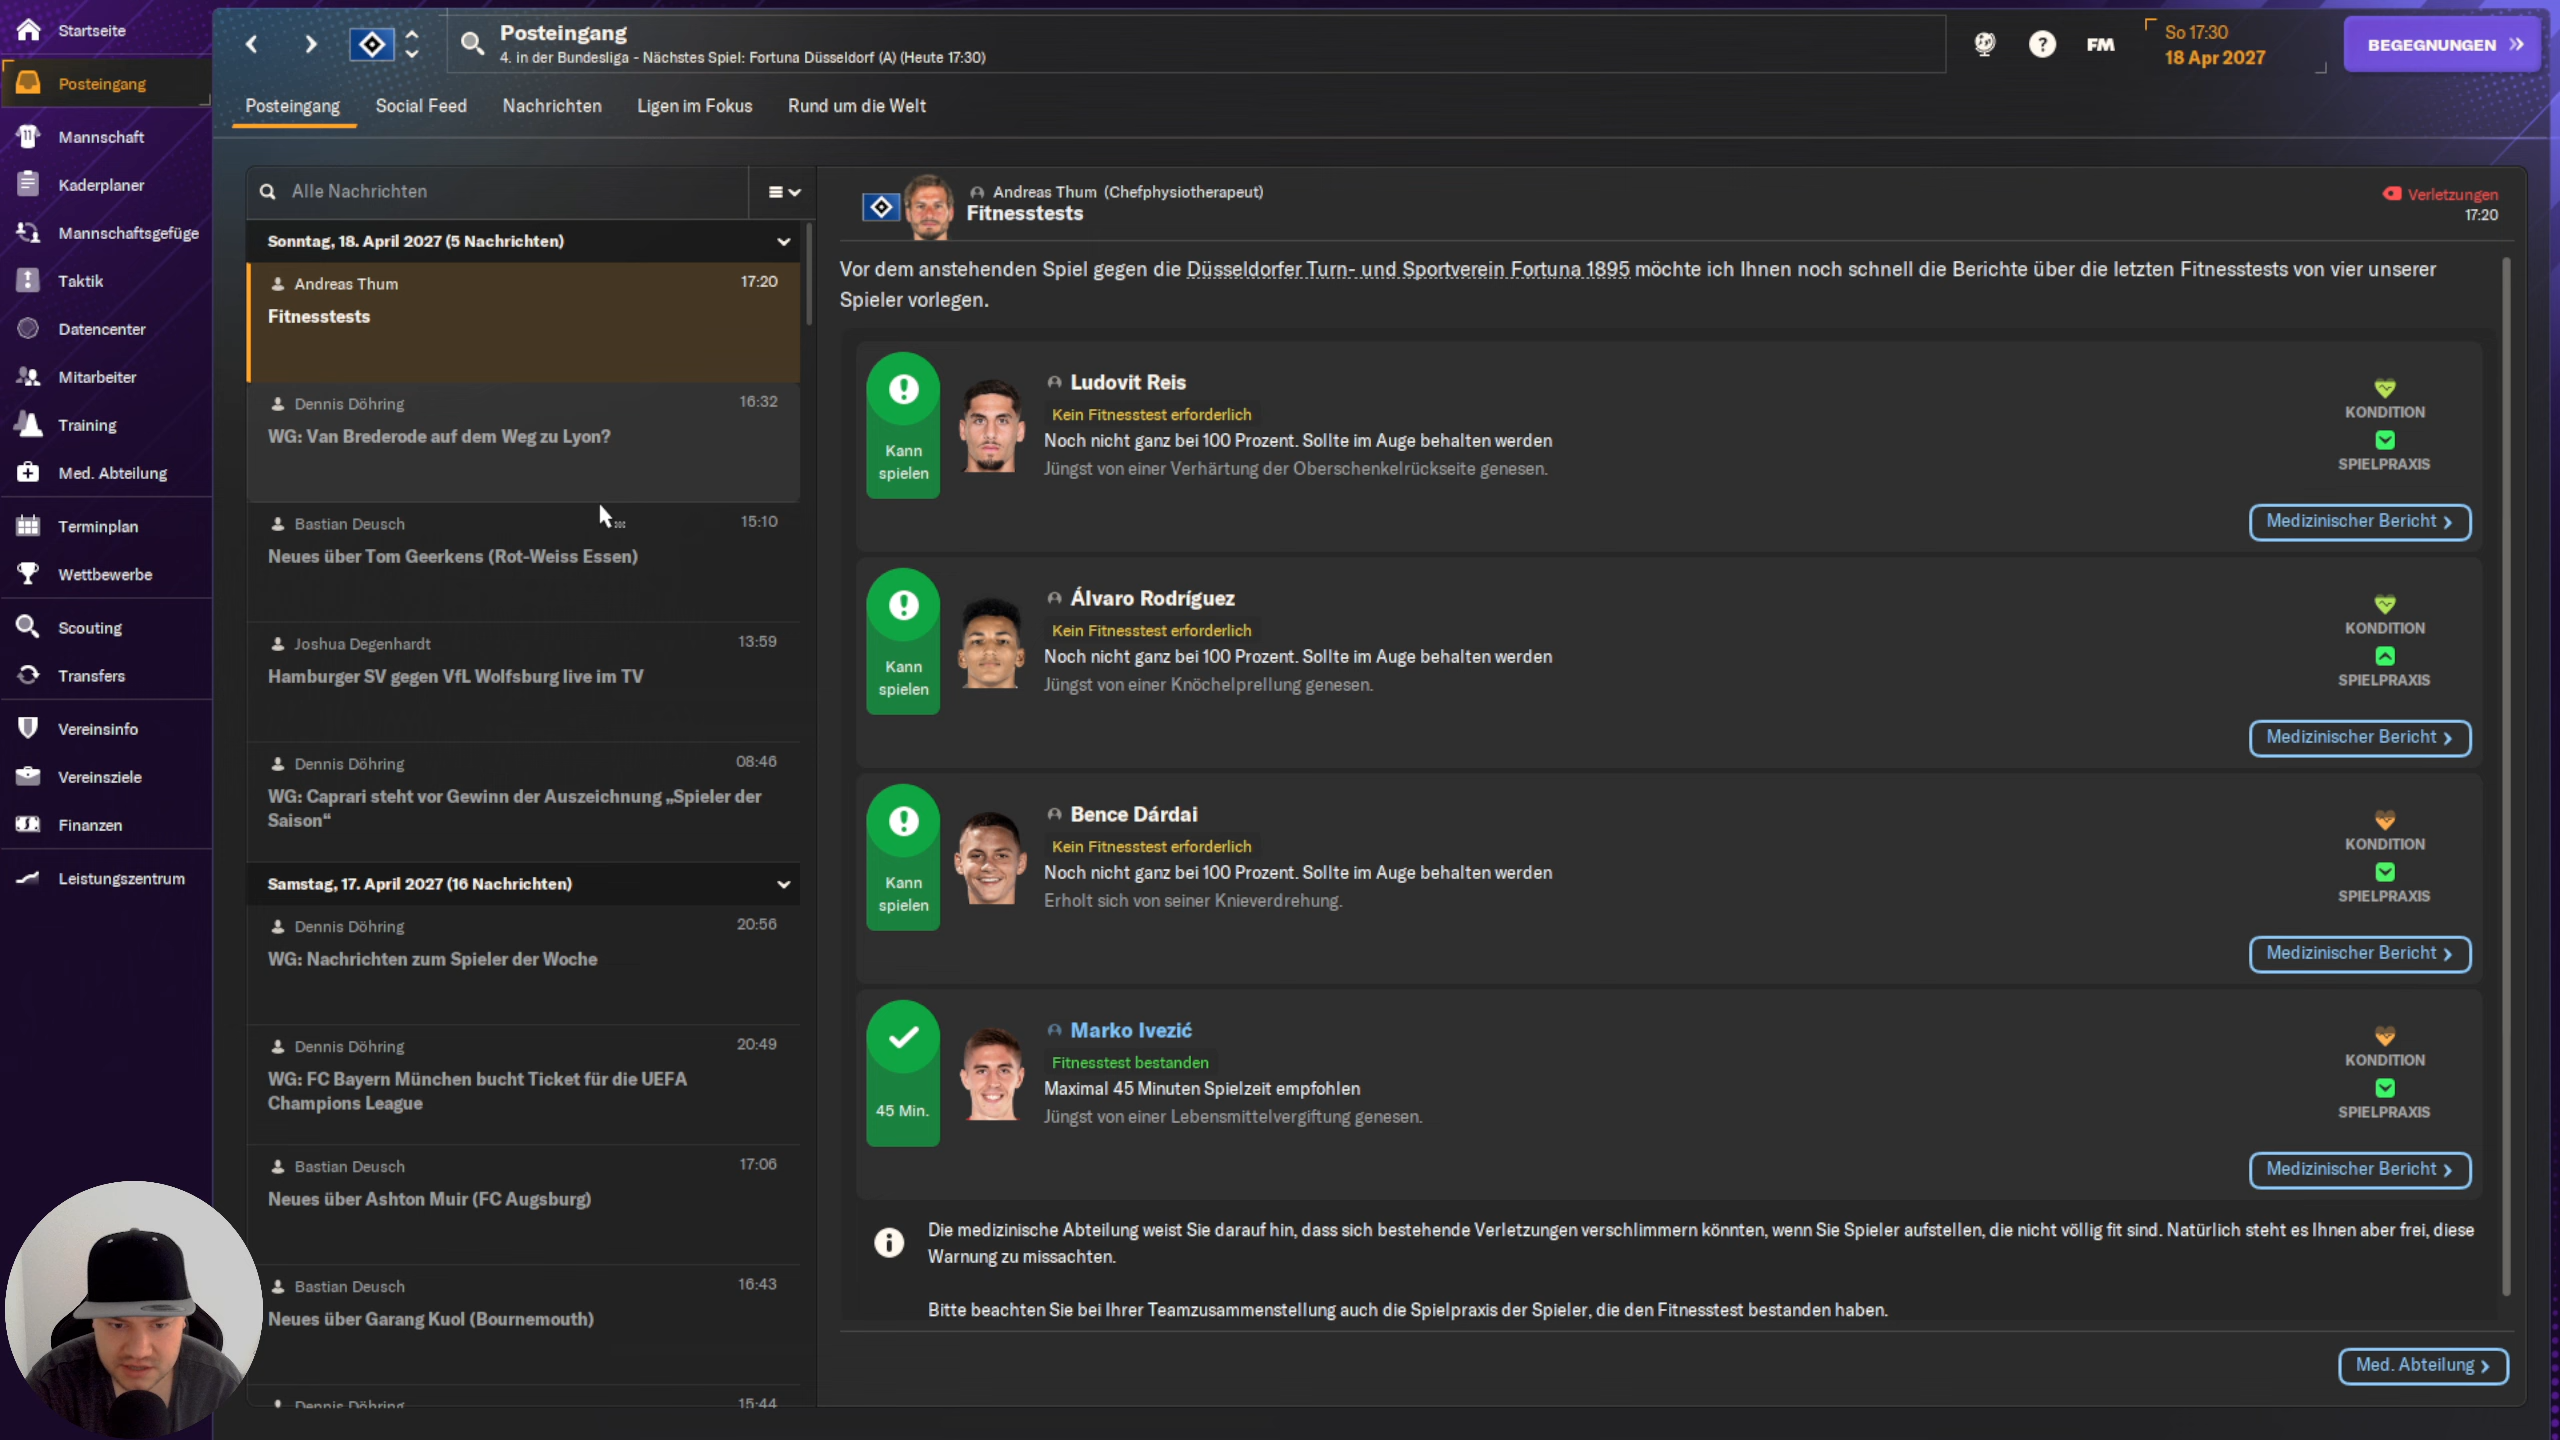 Startseite
Posteingang
Mannschaft
Kaderplaner
Mannschaftsgefüge
Taktik
Datencenter
Mitarbeiter
Training
Med. Abteilung
Terminplan
Wettbewerbe
Scouting
Transfers
Vereinsinfo
Vereinsziele
Finanzen
Leistungszentrum
Posteingang
4. in der Bundesliga - Nächstes Spiel: Fortuna Düsseldorf (A) (Heute 17:30)
FM
So 17:30
18 Apr 2027
BEGEGNUNGEN
Posteingang Social Feed Nachrichten Ligen im Fokus Rund um die Welt
Alle Nachrichten
Sonntag, 18. April 2027 (5 Nachrichten)
Andreas Thum 17:20
Fitnesstests
Dennis Döhring 16:32
WG: Van Brederode auf dem Weg zu Lyon?
Bastian Deusch 15:10
Neues über Tom Geerkens (Rot-Weiss Essen)
Joshua Degenhardt 13:59
Hamburger SV gegen VfL Wolfsburg live im TV
Dennis Döhring 08:46
WG: Caprari steht vor Gewinn der Auszeichnung „Spieler der
Saison“
Samstag, 17. April 2027 (16 Nachrichten)
Dennis Döhring 20:56
WG: Nachrichten zum Spieler der Woche
Dennis Döhring 20:49
WG: FC Bayern München bucht Ticket für die UEFA
Champions League
Bastian Deusch 17:06
Neues über Ashton Muir (FC Augsburg)
Bastian Deusch 16:43
Neues über Garang Kuol (Bournemouth)
Dennis Döhring 15:44
Andreas Thum (Chefphysiotherapeut)
Fitnesstests
Verletzungen
17:20
Vor dem anstehenden Spiel gegen die Düsseldorfer Turn- und Sportverein Fortuna 1895 möchte ich Ihnen noch schnell die Berichte über die letzten Fitnesstests von vier unserer
Spieler vorlegen.
Kann
spielen
Ludovit Reis
Kein Fitnesstest erforderlich
Noch nicht ganz bei 100 Prozent. Sollte im Auge behalten werden
Jüngst von einer Verhärtung der Oberschenkelrückseite genesen.
KONDITION
SPIELPRAXIS
Medizinischer Bericht
Kann
spielen
Álvaro Rodríguez
Kein Fitnesstest erforderlich
Noch nicht ganz bei 100 Prozent. Sollte im Auge behalten werden
Jüngst von einer Knöchelprellung genesen.
KONDITION
SPIELPRAXIS
Medizinischer Bericht
Kann
spielen
Bence Dárdai
Kein Fitnesstest erforderlich
Noch nicht ganz bei 100 Prozent. Sollte im Auge behalten werden
Erholt sich von seiner Knieverdrehung.
KONDITION
SPIELPRAXIS
Medizinischer Bericht
45 Min.
Marko Ivezić
Fitnesstest bestanden
Maximal 45 Minuten Spielzeit empfohlen
Jüngst von einer Lebensmittelvergiftung genesen.
KONDITION
SPIELPRAXIS
Medizinischer Bericht
Die medizinische Abteilung weist Sie darauf hin, dass sich bestehende Verletzungen verschlimmern könnten, wenn Sie Spieler aufstellen, die nicht völlig fit sind. Natürlich steht es Ihnen aber frei, diese
Warnung zu missachten.
Bitte beachten Sie bei Ihrer Teamzusammenstellung auch die Spielpraxis der Spieler, die den Fitnesstest bestanden haben.
Med. Abteilung